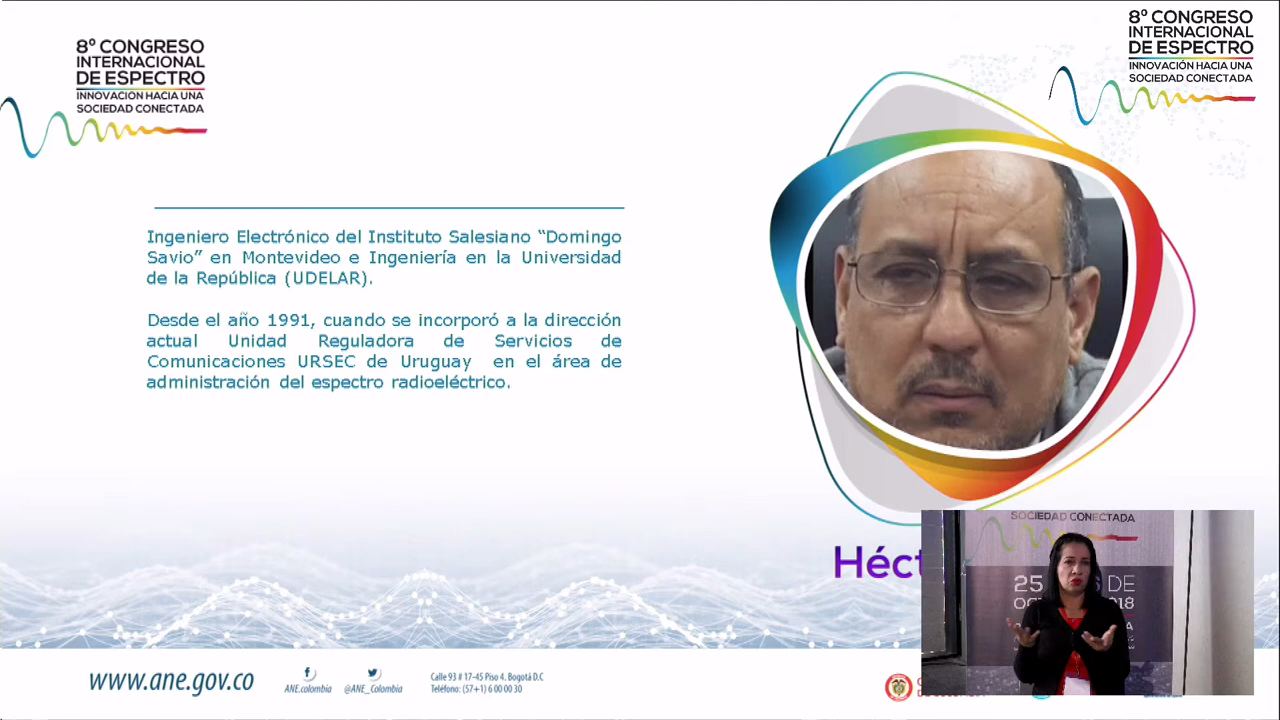 8º CONGRESO
INTERNACIONAL
DE ESPECTRO
INNOVACIÓN HACIA UNA
SOCIEDAD CONECTADA
8º CONGRESO
INTERNACIONAL
DE ESPECTRO
INNOVACIÓN HACIA UNA
SOCIEDAD CONECTADA
Ingeniero Electrónico del Instituto Salesiano “Domingo
Savio” en Montevideo e Ingeniería en la Universidad
de la República (UDELAR).
Desde el año 1991, cuando se incorporó a la dirección
actual Unidad Reguladora de Servicios de
Comunicaciones URSEC de Uruguay en el área de
administración del espectro radioeléctrico.
Héct
SOCIEDAD CONECTADA
25 DE
www.ane.gov.co
ANE.colombia
@ANE_Colombia
Calle 93 # 17-45 Piso 4. Bogotá D.C
Teléfono: (57+1) 6 00 00 30